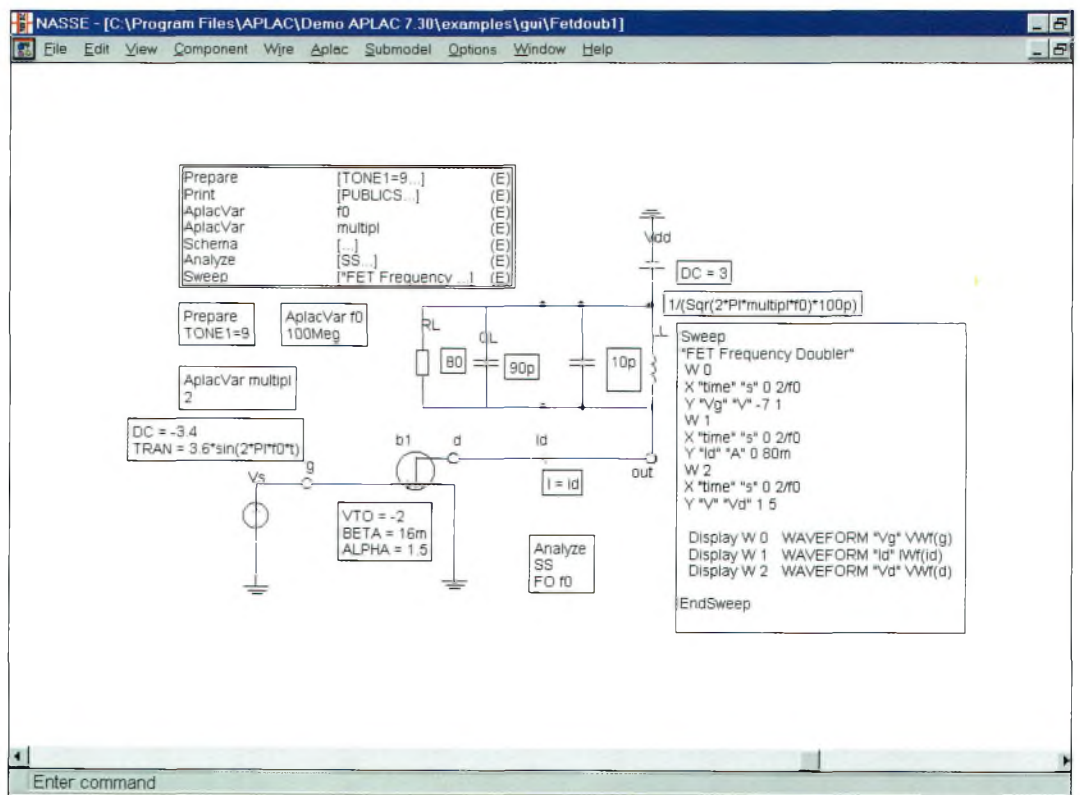 NASSE - [C:\Program Files\APLAC\Demo APLAC 7.30\examples\gui\Fetdoub1]
File Edit View Component Wire Aplac Submodel Options Window Help
Prepare [TONE1=9...] (E)
Print [PUBLICS...] (E)
AplacVar f0 (E)
AplacVar multipl (E)
Schema [...] (E)
Analyze [SS...] (E)
Sweep ["FET Frequency ...] (E)
Vdd
DC = 3
1/(Sqr(2*PI*multipl*f0)*100p)
Prepare
TONE1=9
AplacVar f0
100Meg
RL
CL
L
80
90p
10p
AplacVar multipl
2
DC = -3.4
TRAN = 3.6*sin(2*PI*f0*t)
Vs
g
b1
d
Id
out
I = id
VTO = -2
BETA = 16m
ALPHA = 1.5
Analyze
SS
FO f0
Sweep
"FET Frequency Doubler"
W 0
X "time" "s" 0 2/f0
Y "Vg" "V" -7 1
W 1
X "time" "s" 0 2/f0
Y "Id" "A" 0 80m
W 2
X "time" "s" 0 2/f0
Y "V" "Vd" 1 5
Display W 0 WAVEFORM "Vg" VWf(g)
Display W 1 WAVEFORM "Id" IWf(id)
Display W 2 WAVEFORM "Vd" VWf(d)
EndSweep
Enter command